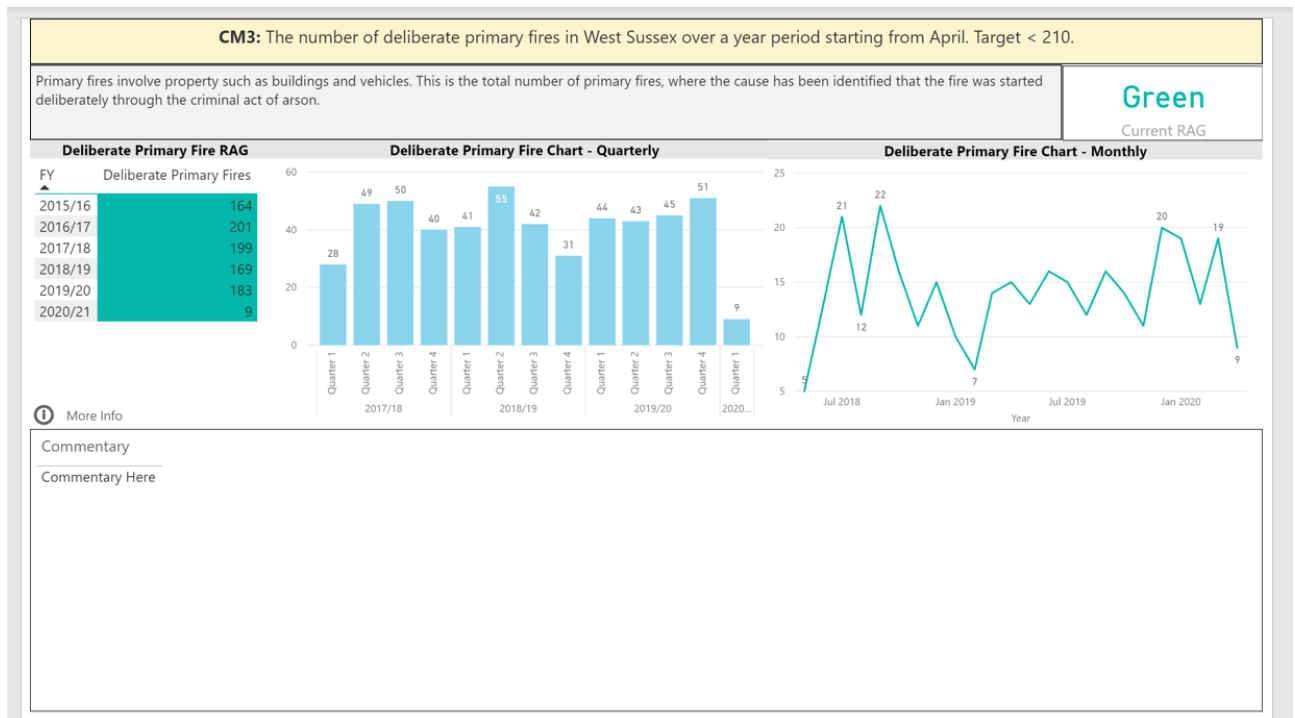 CM3: The number of deliberate primary fires in West Sussex over a year period starting from April. Target < 210.
Primary fires involve property such as buildings and vehicles. This is the total number of primary fires, where the cause has been identified that the fire was started
deliberately through the criminal act of arson.
Green
Current RAG
Deliberate Primary Fire RAG
FY Deliberate Primary Fires
2015/16 164
2016/17 201
2017/18 199
2018/19 169
2019/20 183
2020/21 9
More Info
Deliberate Primary Fire Chart - Quarterly
60
40
20
0
28 49 50 40 41 55 42 31 44 43 45 51 9
Quarter 1 Quarter 2 Quarter 3 Quarter 4 Quarter 1 Quarter 2 Quarter 3 Quarter 4 Quarter 1 Quarter 2 Quarter 3 Quarter 4 Quarter 1
2017/18 2018/19 2019/20 2020...
Deliberate Primary Fire Chart - Monthly
25
20
15
10
5
5 21 12 22 7 20 19 9
Jul 2018 Jan 2019 Jul 2019 Jan 2020
Year
Commentary
Commentary Here